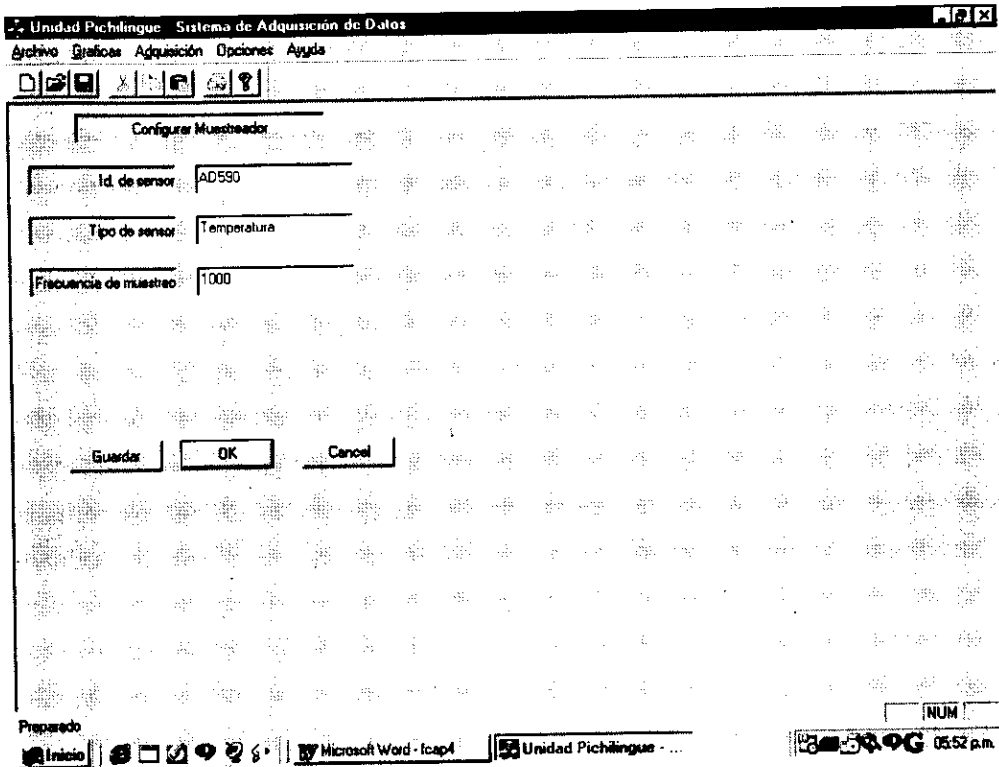 Unidad Pichilingue - Sistema de Adquisición de Datos
Archivo Graficas Adquisición Opciones Ayuda
Configurar Muestreador
Id. de sensor AD590
Tipo de sensor Temperatura
Frecuencia de muestreo 1000
Guardar OK Cancel
Preparado NUM
Inicio Microsoft Word - fcap4 Unidad Pichilingue - ... 05:52 p.m.